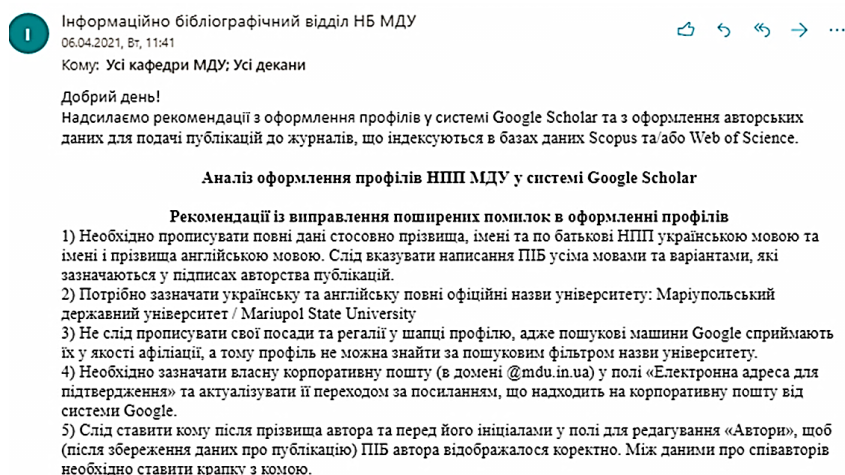 І
Інформаційно бібліографічний відділ НБ МДУ
06.04.2021, Вт, 11:41
Кому: Усі кафедри МДУ; Усі декани
Добрий день!
Надсилаємо рекомендації з оформлення профілів у системі Google Scholar та з оформлення авторських
даних для подачі публікацій до журналів, що індексуються в базах даних Scopus та/або Web of Science.
Аналіз оформлення профілів НПП МДУ у системі Google Scholar
Рекомендації із виправлення поширених помилок в оформленні профілів
1) Необхідно прописувати повні дані стосовно прізвища, імені та по батькові НПП українською мовою та
імені і прізвища англійською мовою. Слід вказувати написання ПІБ усіма мовами та варіантами, які
зазначаються у підписах авторства публікацій.
2) Потрібно зазначати українську та англійську повні офіційні назви університету: Маріупольський
державний університет / Mariupol State University
3) Не слід прописувати свої посади та регалії у шапці профілю, адже пошукові машини Google сприймають
їх у якості афіліації, а тому профіль не можна знайти за пошуковим фільтром назви університету.
4) Необхідно зазначати власну корпоративну пошту (в домені @mdu.in.ua) у полі «Електронна адреса для
підтвердження» та актуалізувати її переходом за посиланням, що надходить на корпоративну пошту від
системи Google.
5) Слід ставити кому після прізвища автора та перед його ініціалами у полі для редагування «Автори», щоб
(після збереження даних про публікацію) ПІБ автора відображалося коректно. Між даними про співавторів
необхідно ставити крапку з комою.